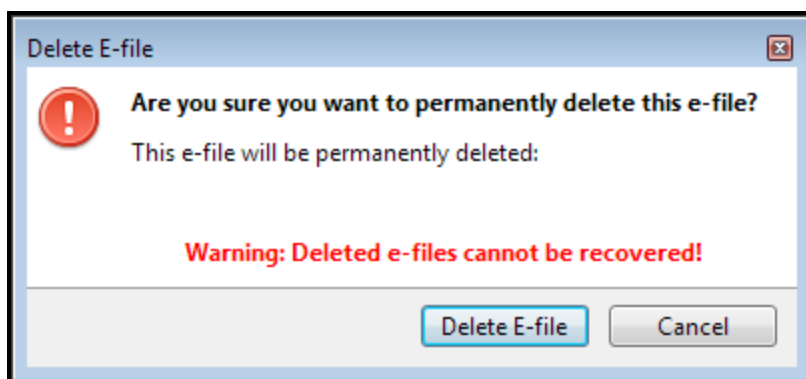 Delete E-file
Are you sure you want to permanently delete this e-file?
This e-file will be permanently deleted:
Warning: Deleted e-files cannot be recovered!
Delete E-file
Cancel